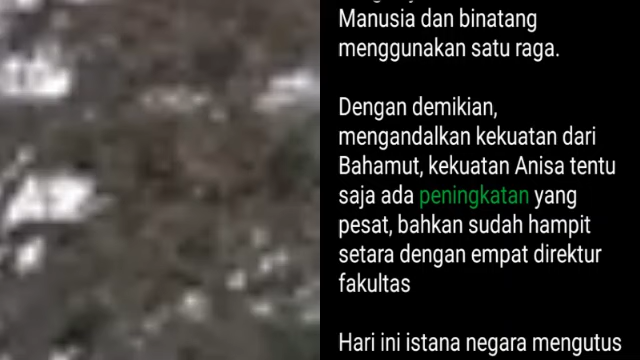 Manusia dan binatang
menggunakan satu raga.
Dengan demikian,
mengandalkan kekuatan dari
Bahamut, kekuatan Anisa tentu
saja ada peningkatan yang
pesat, bahkan sudah hampit
setara dengan empat direktur
fakultas
Hari ini istana negara mengutus